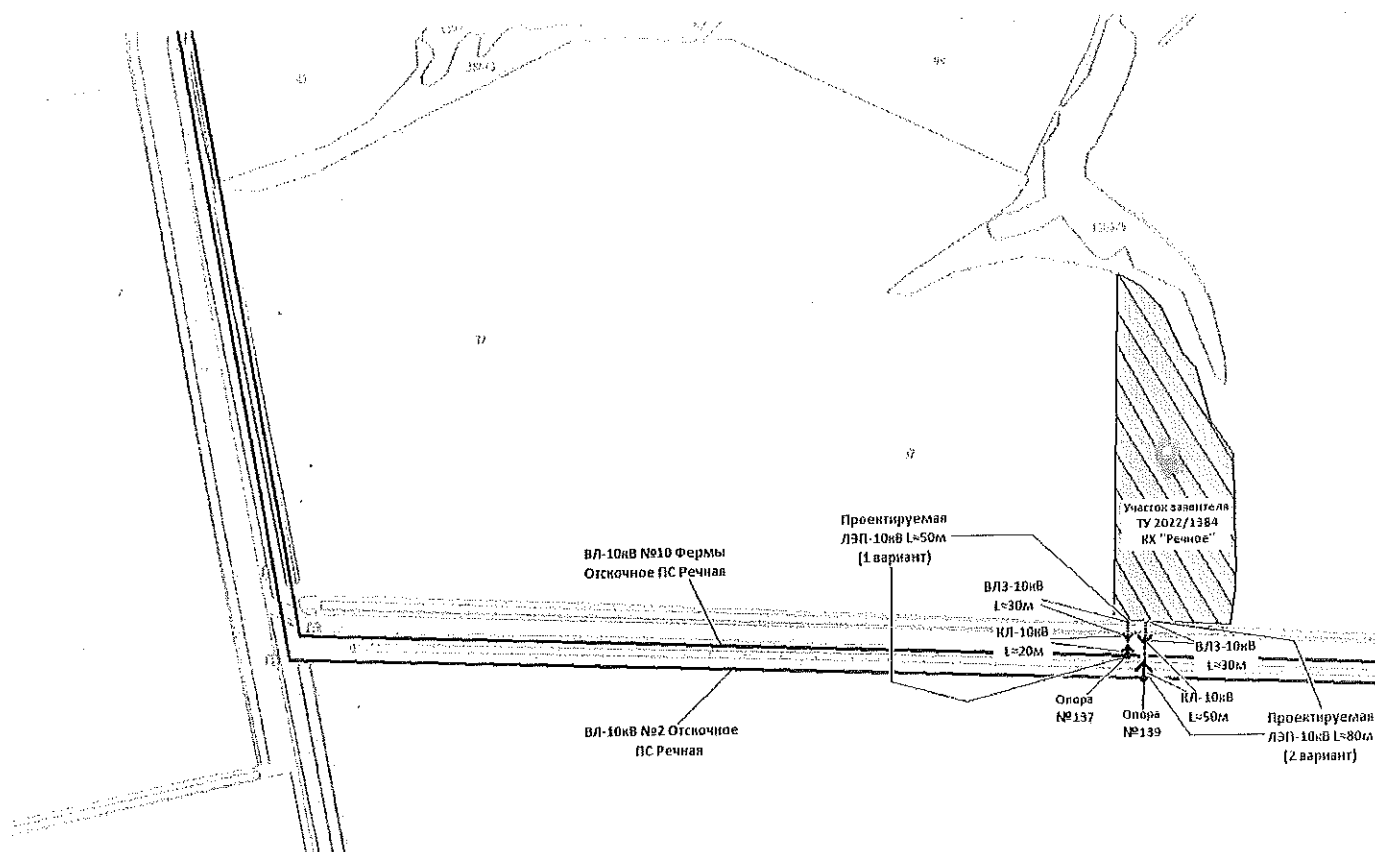 Участок заявителя
ТУ 2022/1384
КХ "Речное"
Проектируемая
ЛЭП-10кВ L≈50м
(1 вариант)
ВЛ-10кВ №10 Фермы
Отскочное ПС Речная
ВЛЗ-10кВ
L≈30м
КЛ-10кВ
L≈20м
ВЛЗ-10кВ
L≈30м
КЛ-10кВ
L≈50м
Опора
№137
Опора
№139
Проектируемая
ЛЭП-10кВ L≈80м
(2 вариант)
ВЛ-10кВ №2 Отскочное
ПС Речная